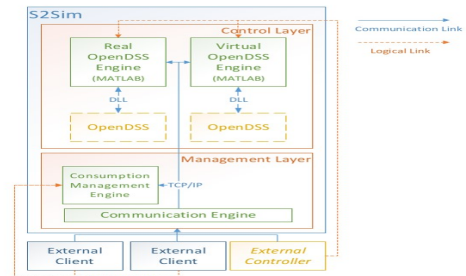 S2Sim
Control Layer
Real
OpenDSS
Engine
(MATLAB)
Virtual
OpenDSS
Engine
(MATLAB)
DLL
DLL
OpenDSS
OpenDSS
Management Layer
Consumption
Management
Engine
TCP/IP
Communication Engine
External
Client
External
Client
External
Controller
Communication Link
Logical Link